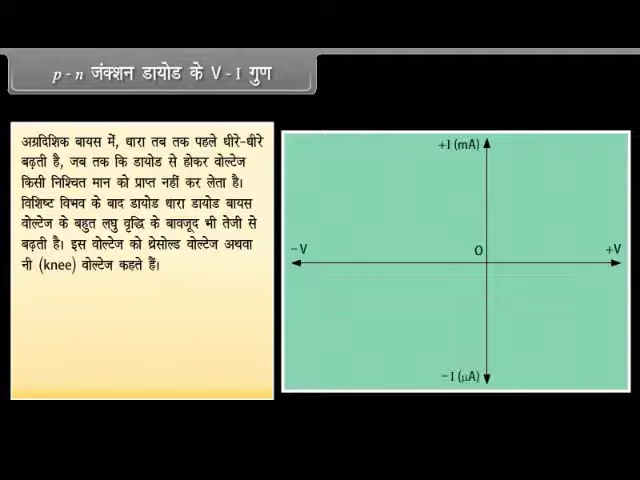 p - n जंक्शन डायोड के V - I गुण
अग्रदिशिक बायस में, धारा तब तक पहले धीरे-धीरे
बढ़ती है, जब तक कि डायोड से होकर वोल्टेज
किसी निश्चित मान को प्राप्त नहीं कर लेता है।
विशिष्ट विभव के बाद डायोड धारा डायोड बायस
वोल्टेज के बहुत लघु वृद्धि के बावजूद भी तेजी से
बढ़ती है। इस वोल्टेज को थ्रेसोल्ड वोल्टेज अथवा
नी (knee) वोल्टेज कहते हैं।
+I (mA)
−V
O
+V
−I (μA)